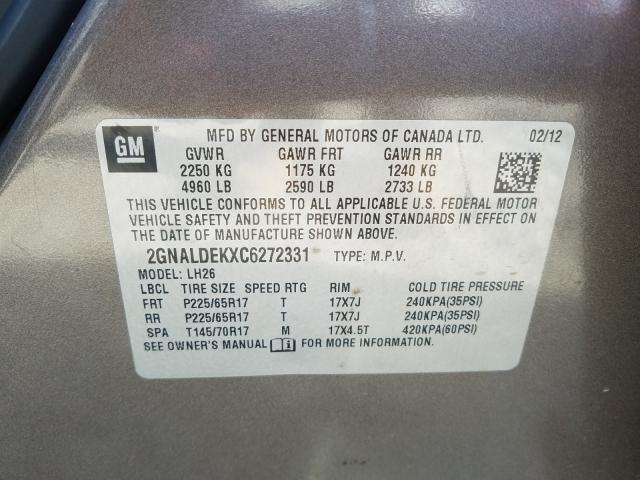 GM
MFD BY GENERAL MOTORS OF CANADA LTD. 02/12
GVWR GAWR FRT GAWR RR
2250 KG 1175 KG 1240 KG
4960 LB 2590 LB 2733 LB
THIS VEHICLE CONFORMS TO ALL APPLICABLE U.S. FEDERAL MOTOR
VEHICLE SAFETY AND THEFT PREVENTION STANDARDS IN EFFECT ON
THE DATE OF MANUFACTURE SHOWN ABOVE.
2GNALDEKXC6272331 TYPE: M.P.V.
MODEL: LH26
LBCL TIRE SIZE SPEED RTG RIM COLD TIRE PRESSURE
FRT P225/65R17 T 17X7J 240KPA(35PSI)
RR P225/65R17 T 17X7J 240KPA(35PSI)
SPA T145/70R17 M 17X4.5T 420KPA(60PSI)
SEE OWNER'S MANUAL FOR MORE INFORMATION.